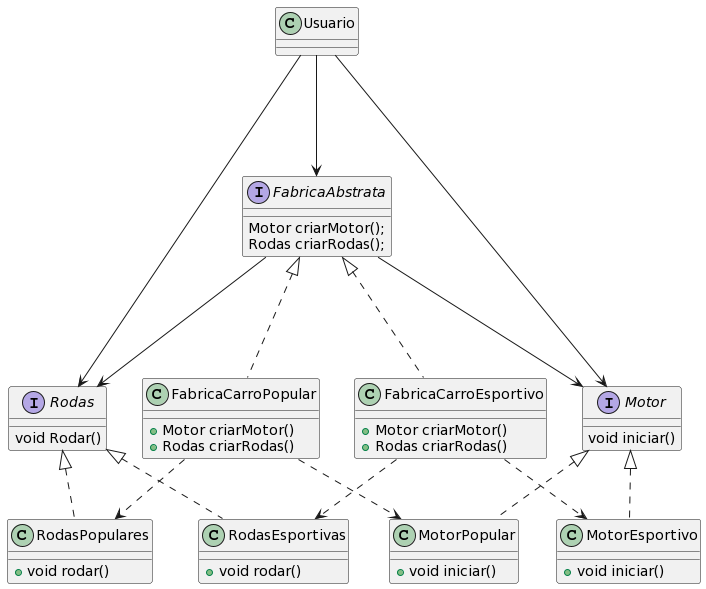 C Usuario
I FabricaAbstrata
Motor criarMotor();
Rodas criarRodas();
I Rodas
void Rodar()
C FabricaCarroPopular
Motor criarMotor()
Rodas criarRodas()
C FabricaCarroEsportivo
Motor criarMotor()
Rodas criarRodas()
I Motor
void iniciar()
C RodasPopulares
void rodar()
C RodasEsportivas
void rodar()
C MotorPopular
void iniciar()
C MotorEsportivo
void iniciar()